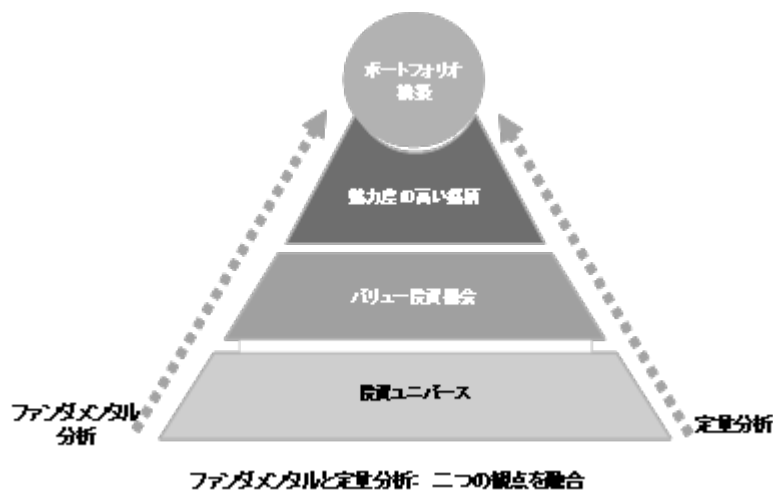 ポートフォリオ
構築
魅力度の高い銘柄
バリュー投資機会
投資ユニバース
ファンダメンタル
分析
定量分析
ファンダメンタルと定量分析: 二つの観点を融合